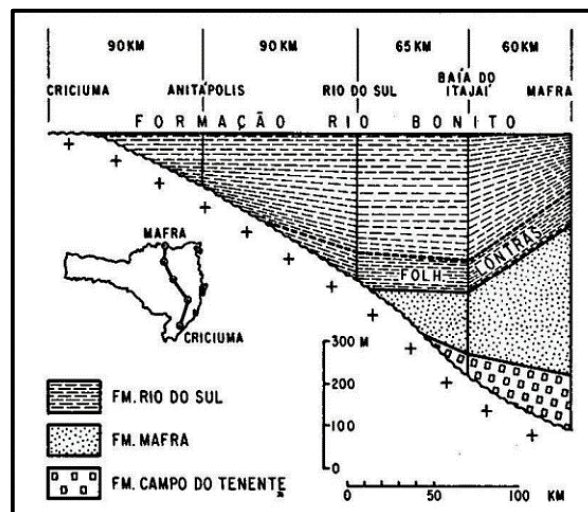 90 KM 90 KM 65 KM 60 KM
CRICIUMA ANITÁPOLIS RIO DO SUL BAÍA DO ITAJAÍ MAFRA
FORMAÇÃO RIO BONITO
FOLH LONTRAS
MAFRA
CRICIUMA
300 M
200
100
0
0 50 100 KM
FM. RIO DO SUL
FM. MAFRA
FM. CAMPO DO TENENTE